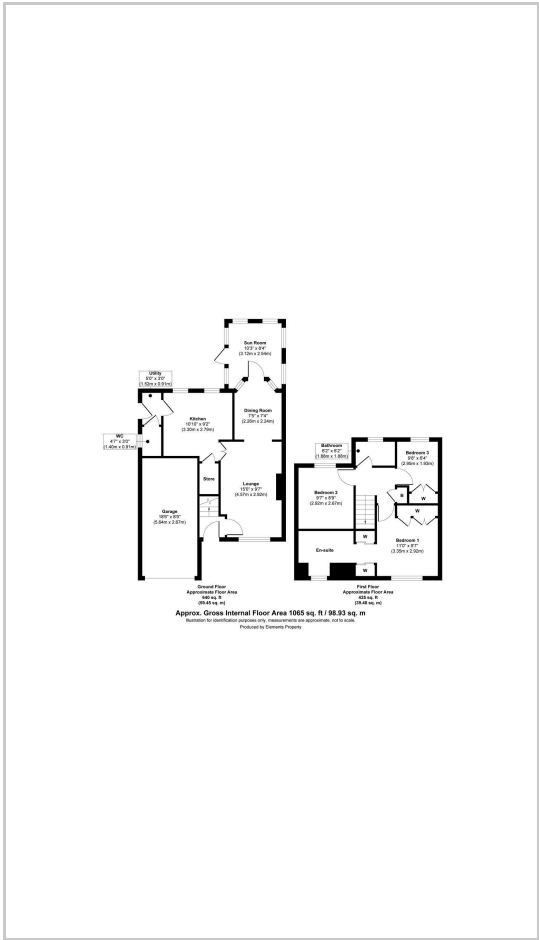 Sun Room
10'3" x 8'4"
(3.12m x 2.54m)
Utility
5'0" x 3'0"
(1.52m x 0.91m)
Kitchen
10'10" x 9'2"
(3.30m x 2.79m)
Dining Room
7'5" x 7'4"
(2.26m x 2.24m)
WC
4'7" x 3'0"
(1.40m x 0.91m)
Store
Lounge
15'0" x 9'7"
(4.57m x 2.92m)
Garage
18'6" x 8'9"
(5.64m x 2.67m)
Ground Floor
Approximate Floor Area
640 sq. ft
(59.45 sq. m)
Bathroom
6'2" x 6'2"
(1.88m x 1.88m)
Bedroom 3
9'8" x 6'4"
(2.95m x 1.93m)
Bedroom 2
9'7" x 8'9"
(2.92m x 2.67m)
B
W
W
W
Bedroom 1
11'0" x 9'7"
(3.35m x 2.92m)
En-suite
W
First Floor
Approximate Floor Area
425 sq. ft
(39.48 sq. m)
Approx. Gross Internal Floor Area 1065 sq. ft / 98.93 sq. m
Illustration for identification purposes only, measurements are approximate, not to scale.
Produced by Elements Property